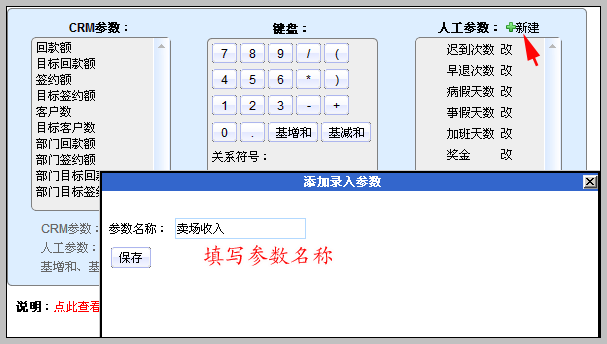 CRM参数： 键盘： 人工参数： 新建
回款额
目标回款额
签约额
目标签约额
客户数
目标客户数
部门回款额
部门签约额
部门目标回款额
部门目标签
7 8 9 / (
4 5 6 * )
1 2 3 - +
0 . 基增和 基减和
关系符号：
迟到次数 改
早退次数 改
病假天数 改
事假天数 改
加班天数 改
奖金 改
CRM参数：
人工参数：
基增和、基
说明：点此查看
添加录入参数
参数名称： 卖场收入
保存
填写参数名称